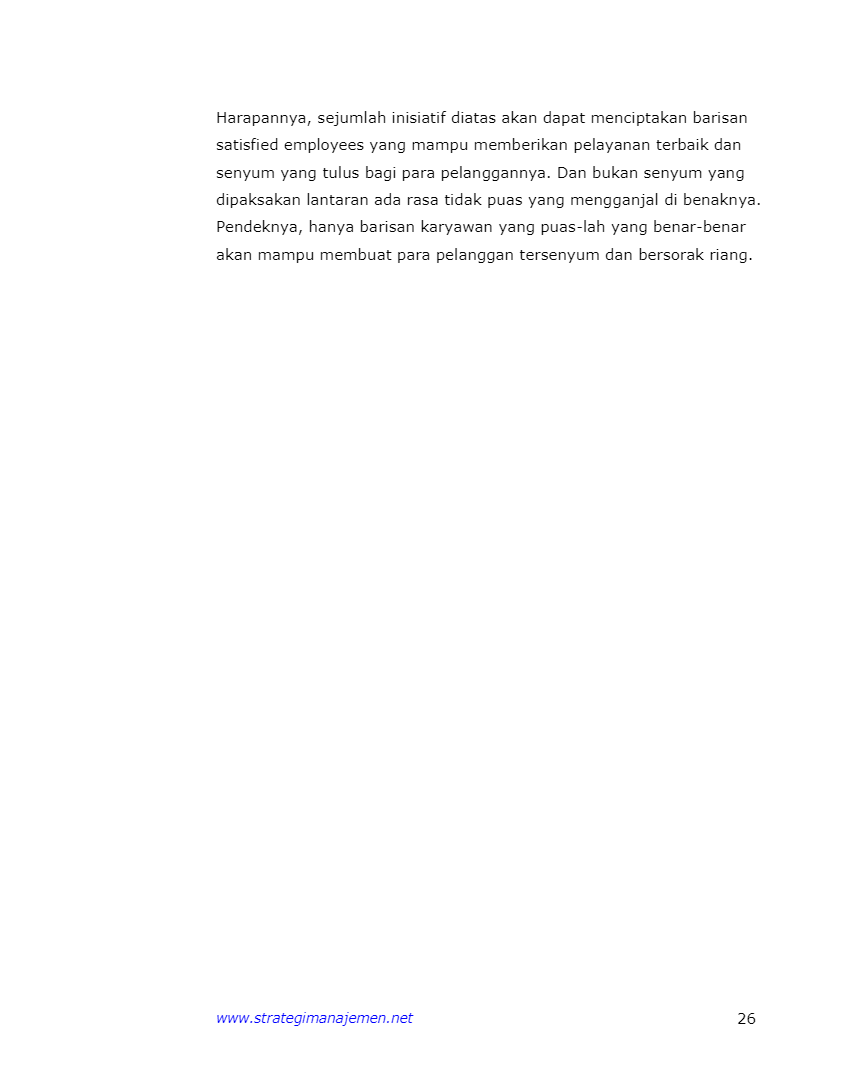 Harapannya, sejumlah inisiatif diatas akan dapat menciptakan barisan
satisfied employees yang mampu memberikan pelayanan terbaik dan
senyum yang tulus bagi para pelanggannya. Dan bukan senyum yang
dipaksakan lantaran ada rasa tidak puas yang mengganjal di benaknya.
Pendeknya, hanya barisan karyawan yang puas-lah yang benar-benar
akan mampu membuat para pelanggan tersenyum dan bersorak riang.
www.strategimanajemen.net 26